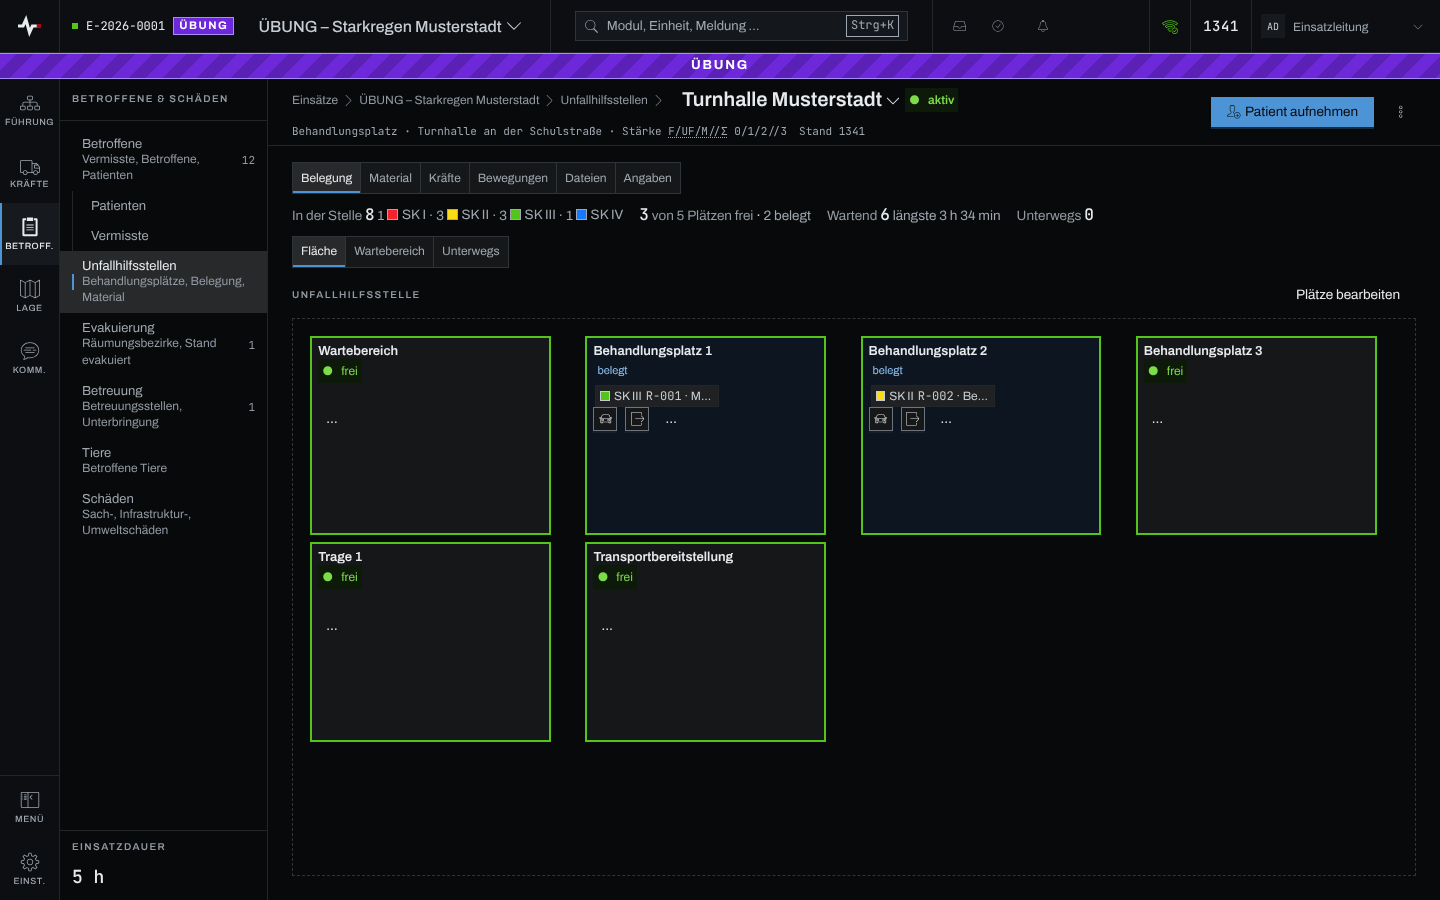 E-2026-0001 ÜBUNG ÜBUNG – Starkregen Musterstadt Modul, Einheit, Meldung ... Strg+K 1341 AD Einsatzleitung
ÜBUNG
FÜHRUNG
KRÄFTE
BETROFF.
LAGE
KOMM.
MENÜ
EINST.
BETROFFENE & SCHÄDEN
Betroffene
Vermisste, Betroffene, 12
Patienten
Patienten
Vermisste
Unfallhilfsstellen
Behandlungsplätze, Belegung,
Material
Evakuierung
Räumungsbezirke, Stand 1
evakuiert
Betreuung
Betreuungsstellen, 1
Unterbringung
Tiere
Betroffene Tiere
Schäden
Sach-, Infrastruktur-,
Umweltschäden
EINSATZDAUER
5 h
Einsätze ÜBUNG – Starkregen Musterstadt Unfallhilfsstellen Turnhalle Musterstadt aktiv
Behandlungsplatz · Turnhalle an der Schulstraße · Stärke F/UF/M//Σ 0/1/2//3 Stand 1341
Patient aufnehmen
Belegung Material Kräfte Bewegungen Dateien Angaben
In der Stelle 8 1 SK I · 3 SK II · 3 SK III · 1 SK IV 3 von 5 Plätzen frei · 2 belegt Wartend 6 längste 3 h 34 min Unterwegs 0
Fläche Wartebereich Unterwegs
UNFALLHILFSSTELLE Plätze bearbeiten
Wartebereich
frei
...
Behandlungsplatz 1
belegt
SK III R-001 · M...
...
Behandlungsplatz 2
belegt
SK II R-002 · Be...
...
Behandlungsplatz 3
frei
...
Trage 1
frei
...
Transportbereitstellung
frei
...